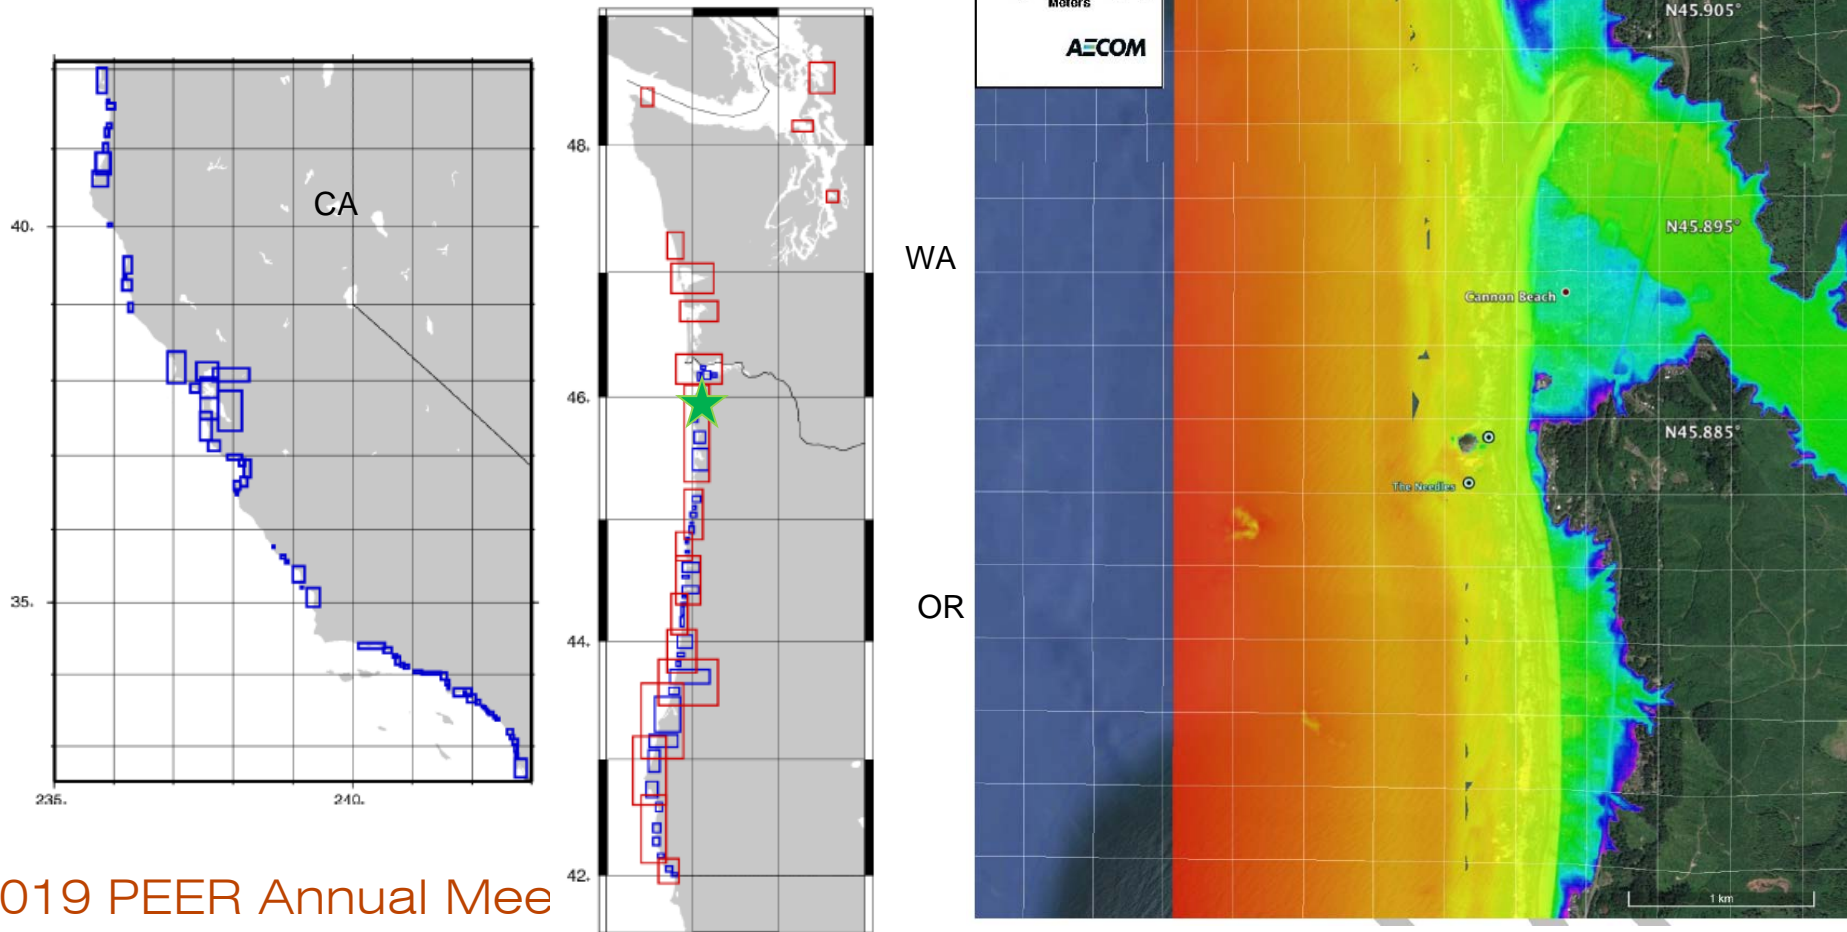 CA
40.
35.
235.
240.
019 PEER Annual Mee
48.
46.
44.
42.
WA
OR
Meters
AECOM
N45.905°
N45.895°
Cannon Beach
N45.885°
The Needles
1 km